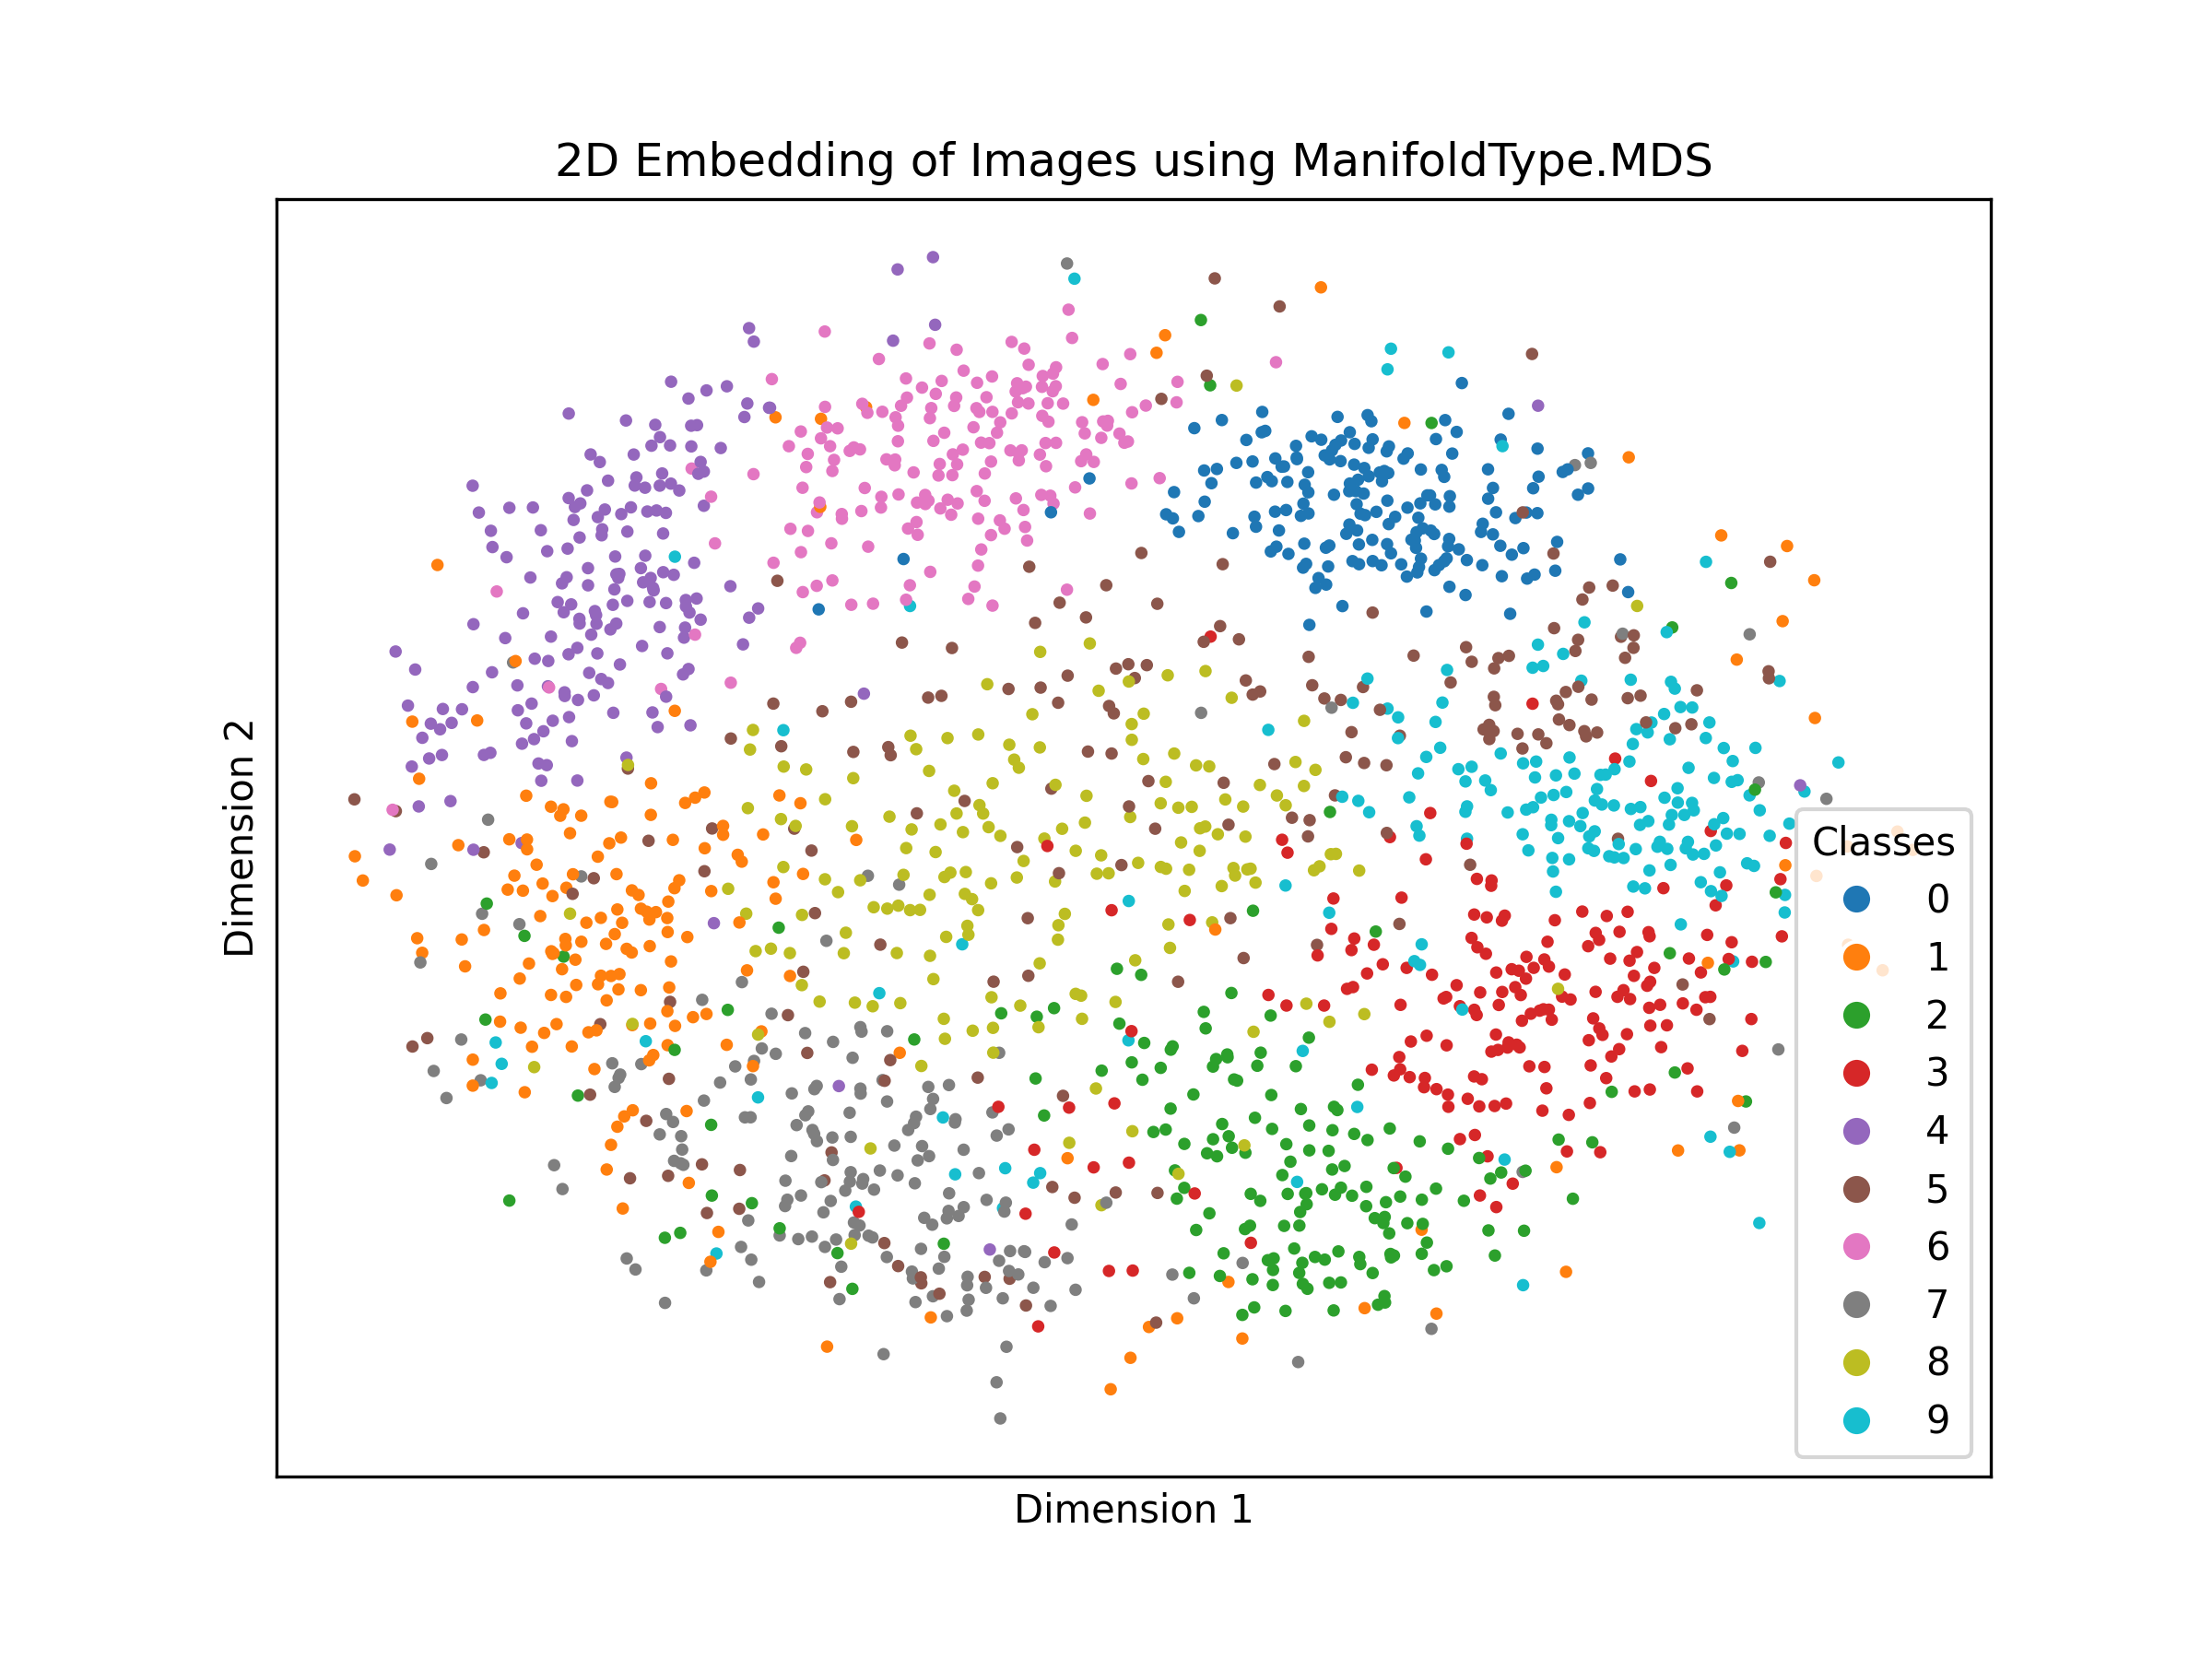 2D Embedding of Images using ManifoldType.MDS
Dimension 2
Classes
0
1
2
3
4
5
6
7
8
9
Dimension 1